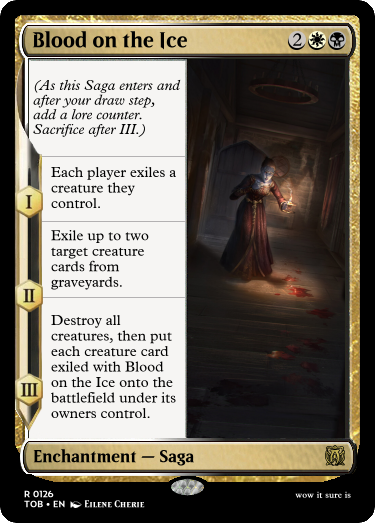 Blood on the Ice 2
(As this Saga enters and
after your draw step,
add a lore counter.
Sacrifice after III.)
I
Each player exiles a
creature they
control.
II
Exile up to two
target creature
cards from
graveyards.
III
Destroy all
creatures, then put
each creature card
exiled with Blood
on the Ice onto the
battlefield under its
owners control.
Enchantment — Saga
R 0126
TOB • EN EILENE CHERIE
wow it sure is